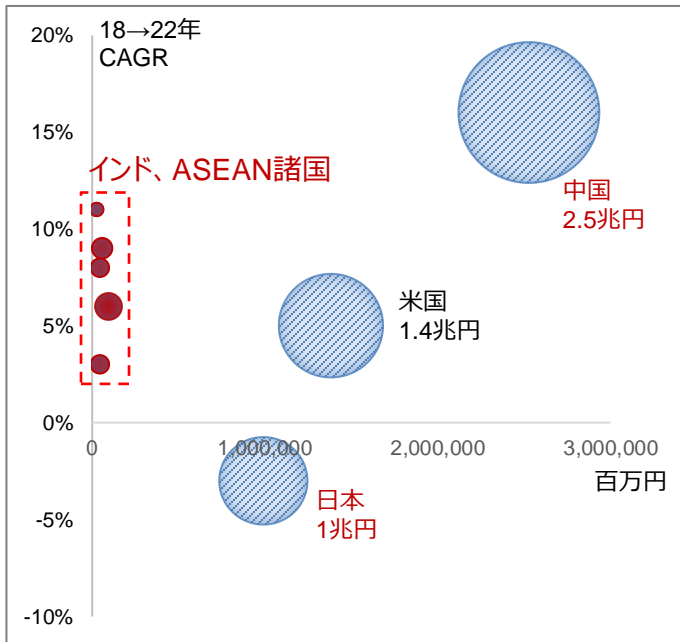 18→22年
CAGR
20%
15%
10%
5%
0%
-5%
-10%
インド、ASEAN諸国
中国
2.5兆円
米国
1.4兆円
0
1,000,000
2,000,000
3,000,000
百万円
日本
1兆円